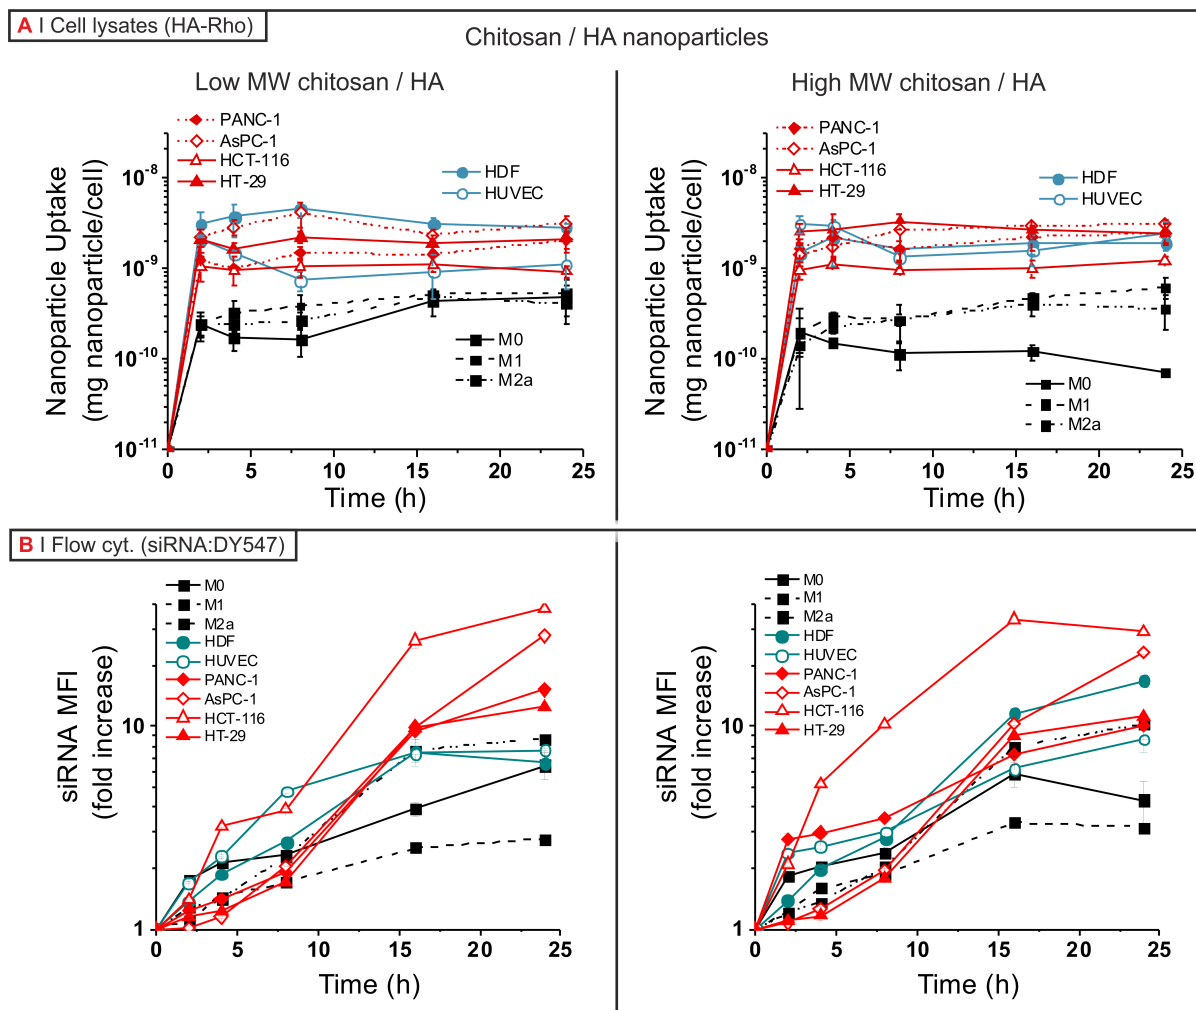 A I Cell lysates (HA-Rho)
Chitosan / HA nanoparticles
Low MW chitosan / HA
PANC-1
AsPC-1
HCT-116
HT-29
HDF
HUVEC
M0
M1
M2a
Nanoparticle Uptake
(mg nanoparticle/cell)
10-8
10-9
10-10
10-11
0 5 10 15 20 25
Time (h)
High MW chitosan / HA
PANC-1
AsPC-1
HCT-116
HT-29
HDF
HUVEC
M0
M1
M2a
Nanoparticle Uptake
(mg nanoparticle/cell)
10-8
10-9
10-10
10-11
0 5 10 15 20 25
Time (h)
B I Flow cyt. (siRNA:DY547)
M0
M1
M2a
HDF
HUVEC
PANC-1
AsPC-1
HCT-116
HT-29
siRNA MFI
(fold increase)
10
1
0 5 10 15 20 25
Time (h)
M0
M1
M2a
HDF
HUVEC
PANC-1
AsPC-1
HCT-116
HT-29
siRNA MFI
(fold increase)
10
1
0 5 10 15 20 25
Time (h)